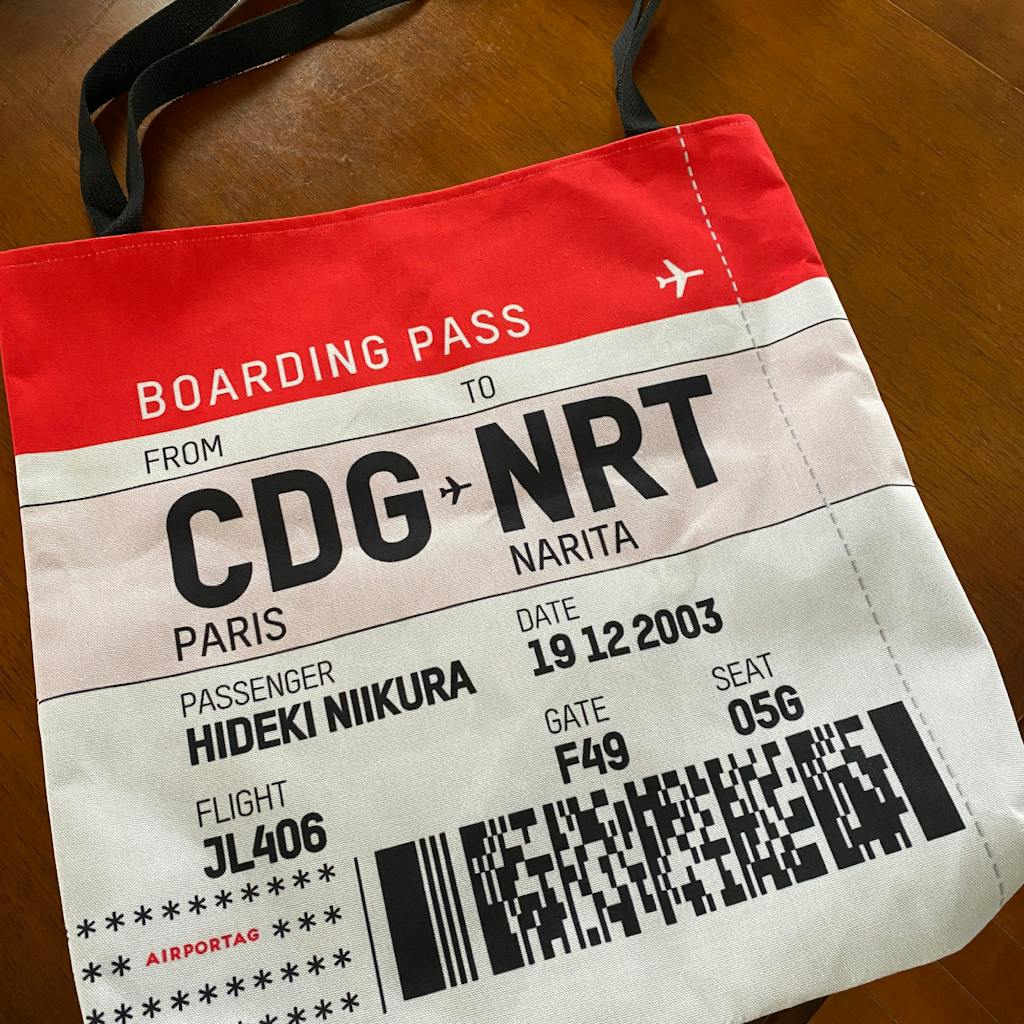 BOARDING PASS
FROM
TO
CDG NRT
PARIS
NARITA
PASSENGER
HIDEKI NIIKURA
DATE
19 12 2003
GATE
F49
SEAT
05G
FLIGHT
JL406
*********
** AIRPORTAG ***
**********
****